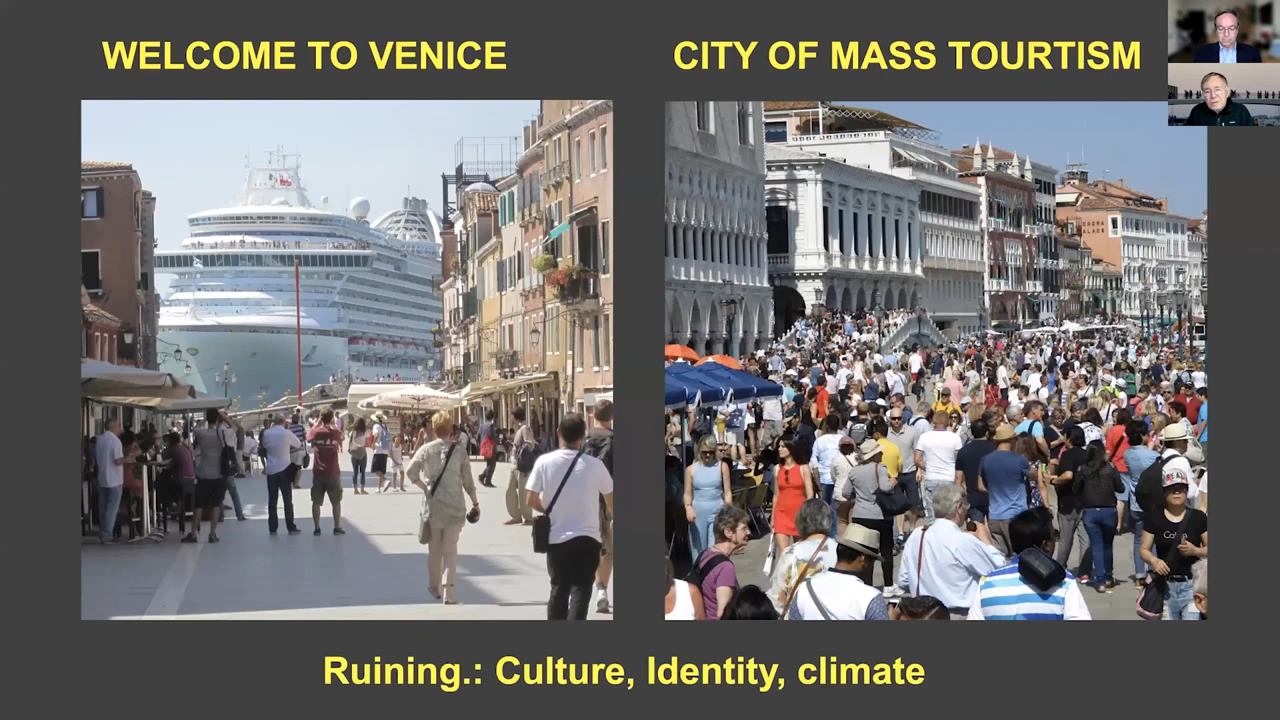 WELCOME TO VENICE
CITY OF MASS TOURTISM
Ruining.: Culture, Identity, climate